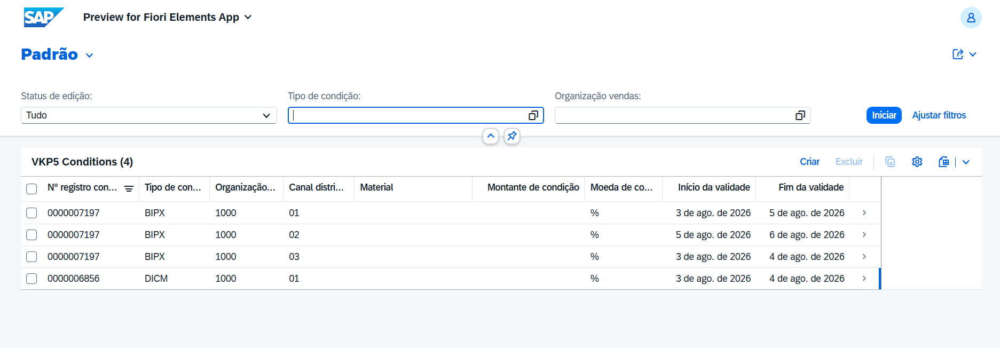 SAP Preview for Fiori Elements App
Padrão
Status de edição: Tipo de condição: Organização vendas:
Tudo Iniciar Ajustar filtros
VKP5 Conditions (4) Criar Excluir
Nº registro con... Tipo de con... Organização... Canal distri... Material Montante de condição Moeda de co... Início da validade Fim da validade
0000007197 BIPX 1000 01 % 3 de ago. de 2026 5 de ago. de 2026
0000007197 BIPX 1000 02 % 5 de ago. de 2026 6 de ago. de 2026
0000007197 BIPX 1000 03 % 3 de ago. de 2026 4 de ago. de 2026
0000006856 DICM 1000 01 % 3 de ago. de 2026 4 de ago. de 2026